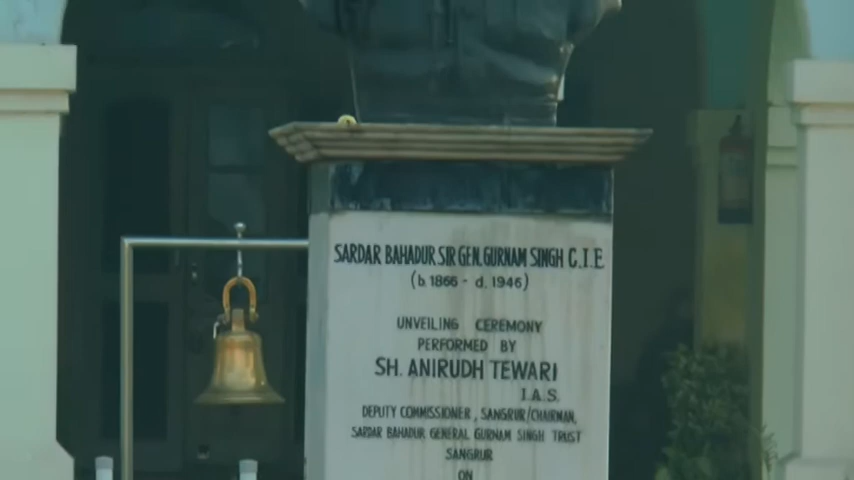 SARDAR BAHADUR SIR GEN. GURNAM SINGH C.I.E
(b.1866 - d.1946)
UNVEILING CEREMONY
PERFORMED BY
SH. ANIRUDH TEWARI
I.A.S.
DEPUTY COMMISSIONER, SANGRUR/CHAIRMAN,
SARDAR BAHADUR GENERAL GURNAM SINGH TRUST
SANGRUR
ON